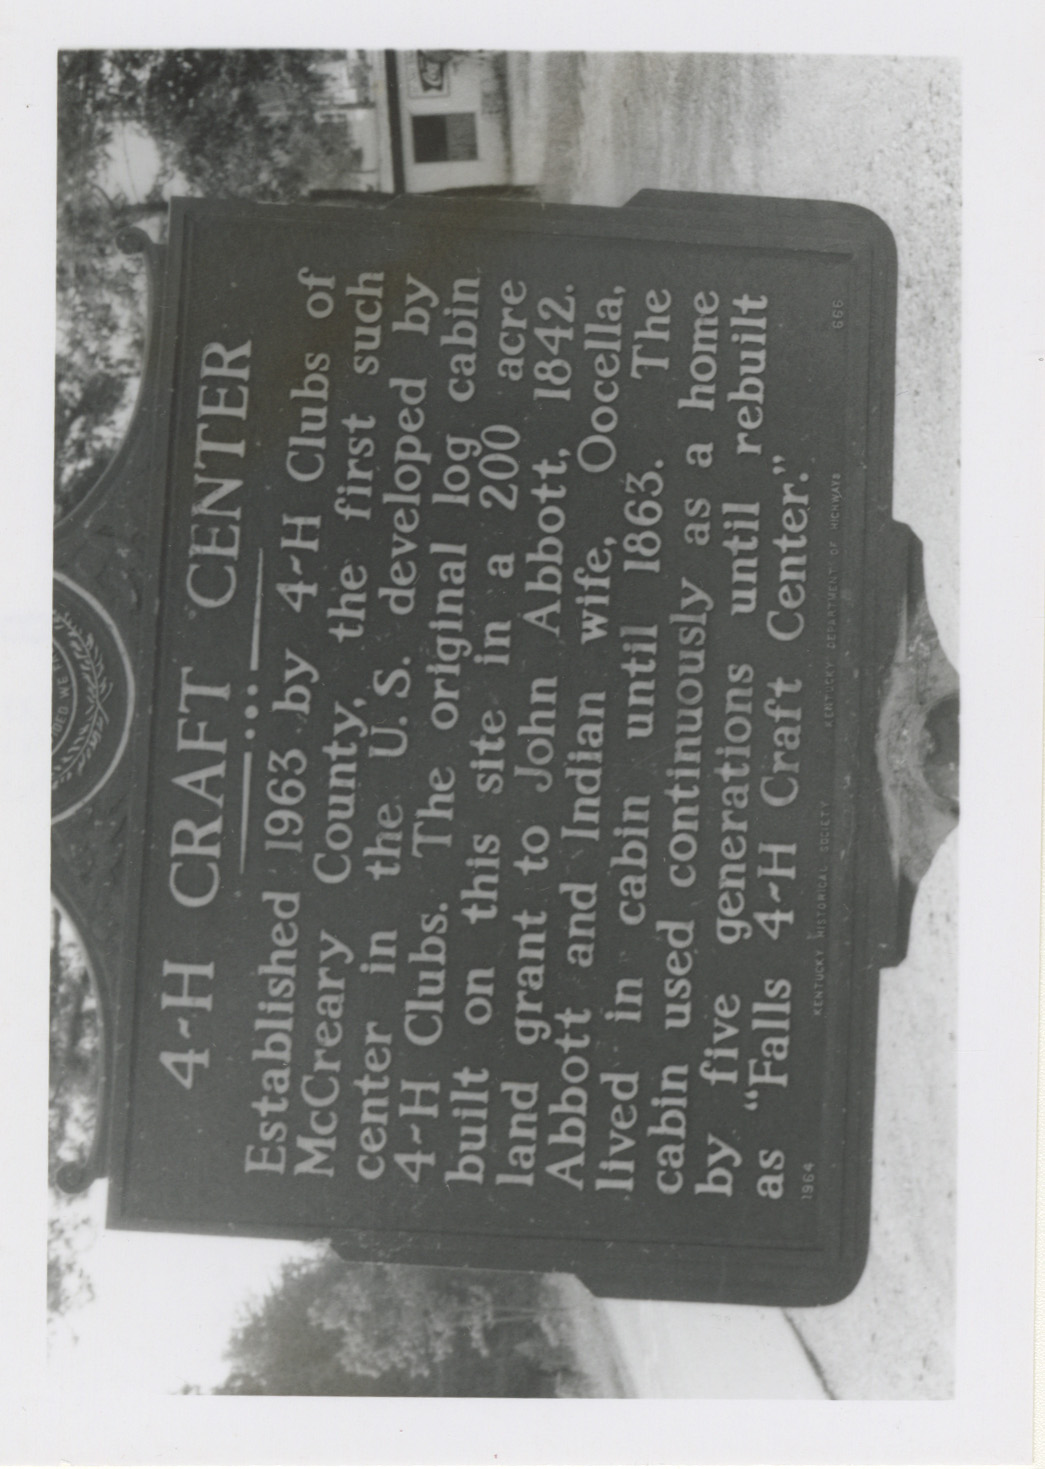 DED WE FA
4-H CRAFT CENTER
Established 1963 by 4-H Clubs of
McCreary County, the first such
center in the U.S. developed by
4-H Clubs. The original log cabin
built on this site in a 200 acre
land grant to John Abbott, 1842.
Abbott and Indian wife, Oocella,
lived in cabin until 1863. The
cabin used continuously as a home
by five generations until rebuilt
as “Falls 4-H Craft Center.”
1964 KENTUCKY HISTORICAL SOCIETY KENTUCKY DEPARTMENT OF HIGHWAYS 666